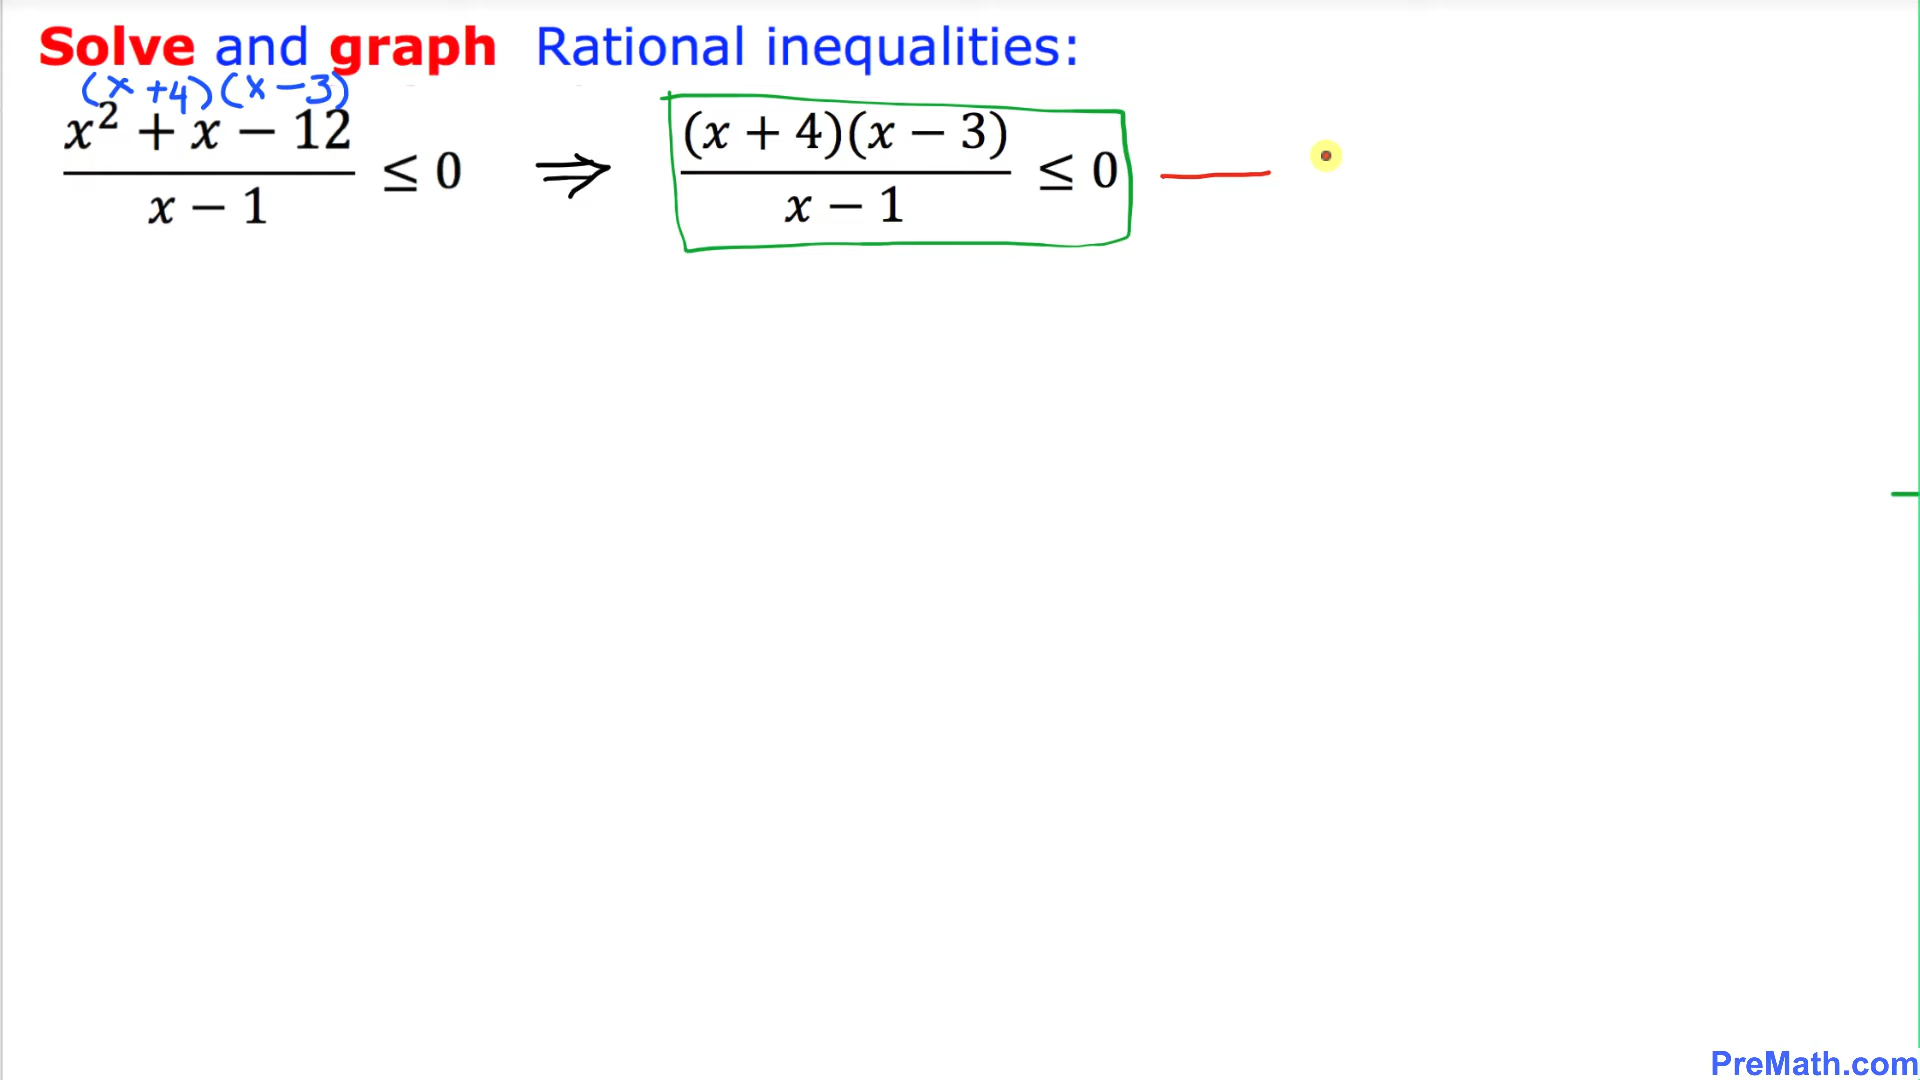 Solve and graph Rational inequalities:
(x+4)(x-3)
x² + x − 12 / x − 1 ≤ 0 ⇒ (x + 4)(x − 3) / x − 1 ≤ 0
PreMath.com